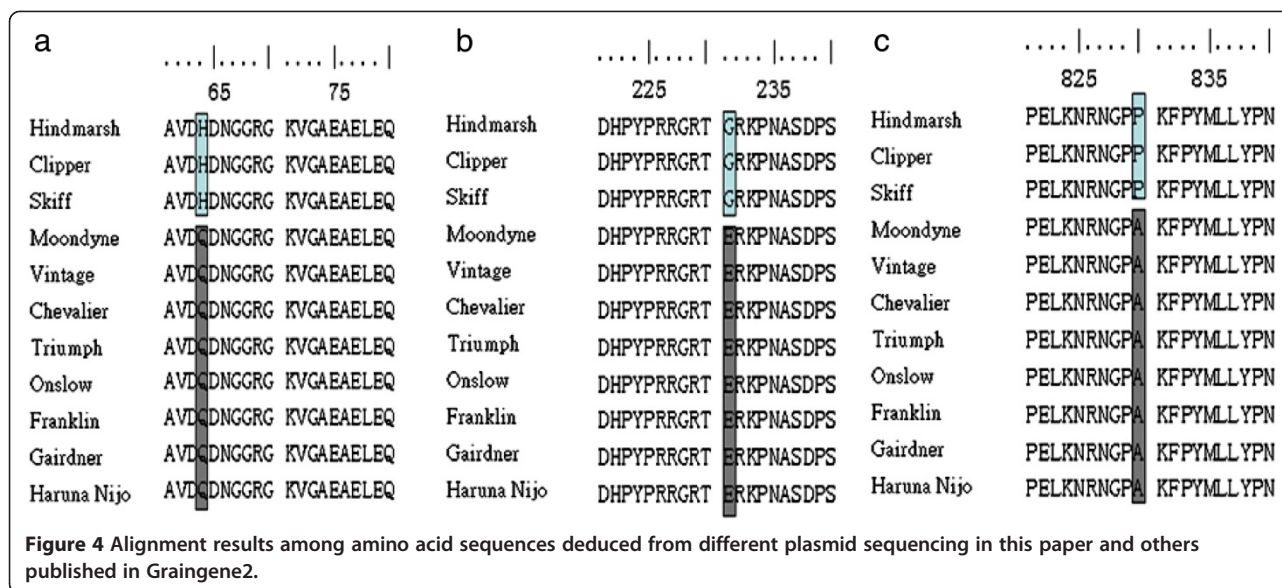 a
.... | .... | .... | .... |
65 75
Hindmarsh AVDHDNGGRG KVGAEAELEQ
Clipper AVDHDNGGRG KVGAEAELEQ
Skiff AVDHDNGGRG KVGAEAELEQ
Moondyne AVDQDNGGRG KVGAEAELEQ
Vintage AVDQDNGGRG KVGAEAELEQ
Chevalier AVDQDNGGRG KVGAEAELEQ
Triumph AVDQDNGGRG KVGAEAELEQ
Onslow AVDQDNGGRG KVGAEAELEQ
Franklin AVDQDNGGRG KVGAEAELEQ
Gairdner AVDQDNGGRG KVGAEAELEQ
Haruna Nijo AVDQDNGGRG KVGAEAELEQ
b
.... | .... | .... | .... |
225 235
Hindmarsh DHPYPRRGRT GRKPNASDPS
Clipper DHPYPRRGRT GRKPNASDPS
Skiff DHPYPRRGRT GRKPNASDPS
Moondyne DHPYPRRGRT ERKPNASDPS
Vintage DHPYPRRGRT ERKPNASDPS
Chevalier DHPYPRRGRT ERKPNASDPS
Triumph DHPYPRRGRT ERKPNASDPS
Onslow DHPYPRRGRT ERKPNASDPS
Franklin DHPYPRRGRT ERKPNASDPS
Gairdner DHPYPRRGRT ERKPNASDPS
Haruna Nijo DHPYPRRGRT ERKPNASDPS
c
.... | .... | .... | .... |
825 835
Hindmarsh PELKNRNGPP KFPYMLLYPN
Clipper PELKNRNGPP KFPYMLLYPN
Skiff PELKNRNGPP KFPYMLLYPN
Moondyne PELKNRNGPA KFPYMLLYPN
Vintage PELKNRNGPA KFPYMLLYPN
Chevalier PELKNRNGPA KFPYMLLYPN
Triumph PELKNRNGPA KFPYMLLYPN
Onslow PELKNRNGPA KFPYMLLYPN
Franklin PELKNRNGPA KFPYMLLYPN
Gairdner PELKNRNGPA KFPYMLLYPN
Haruna Nijo PELKNRNGPA KFPYMLLYPN
Figure 4 Alignment results among amino acid sequences deduced from different plasmid sequencing in this paper and others
published in Graingene2.